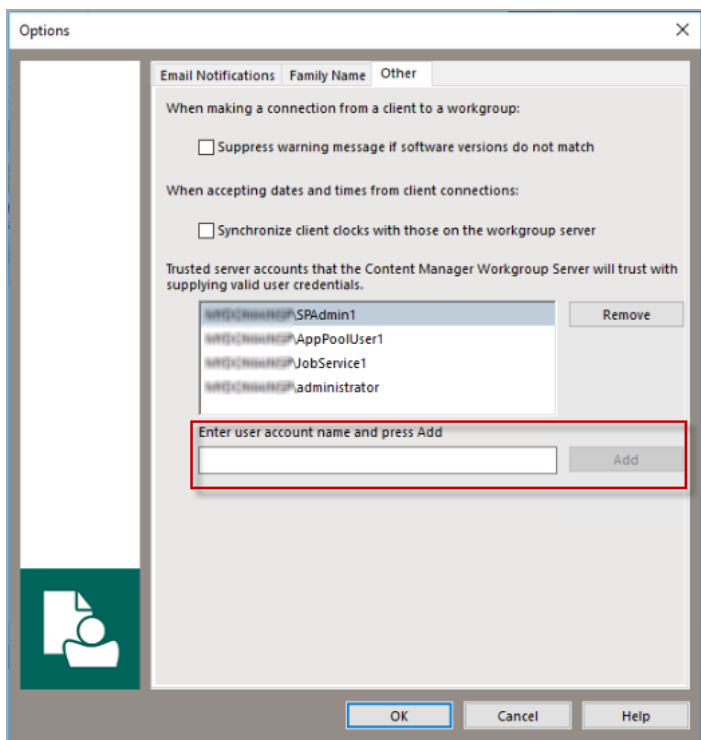 Options
Email Notifications Family Name Other
When making a connection from a client to a workgroup:
Suppress warning message if software versions do not match
When accepting dates and times from client connections:
Synchronize client clocks with those on the workgroup server
Trusted server accounts that the Content Manager Workgroup Server will trust with
supplying valid user credentials.
\SPAdmin1 Remove
\AppPoolUser1
\JobService1
\administrator
Enter user account name and press Add
Add
OK Cancel Help